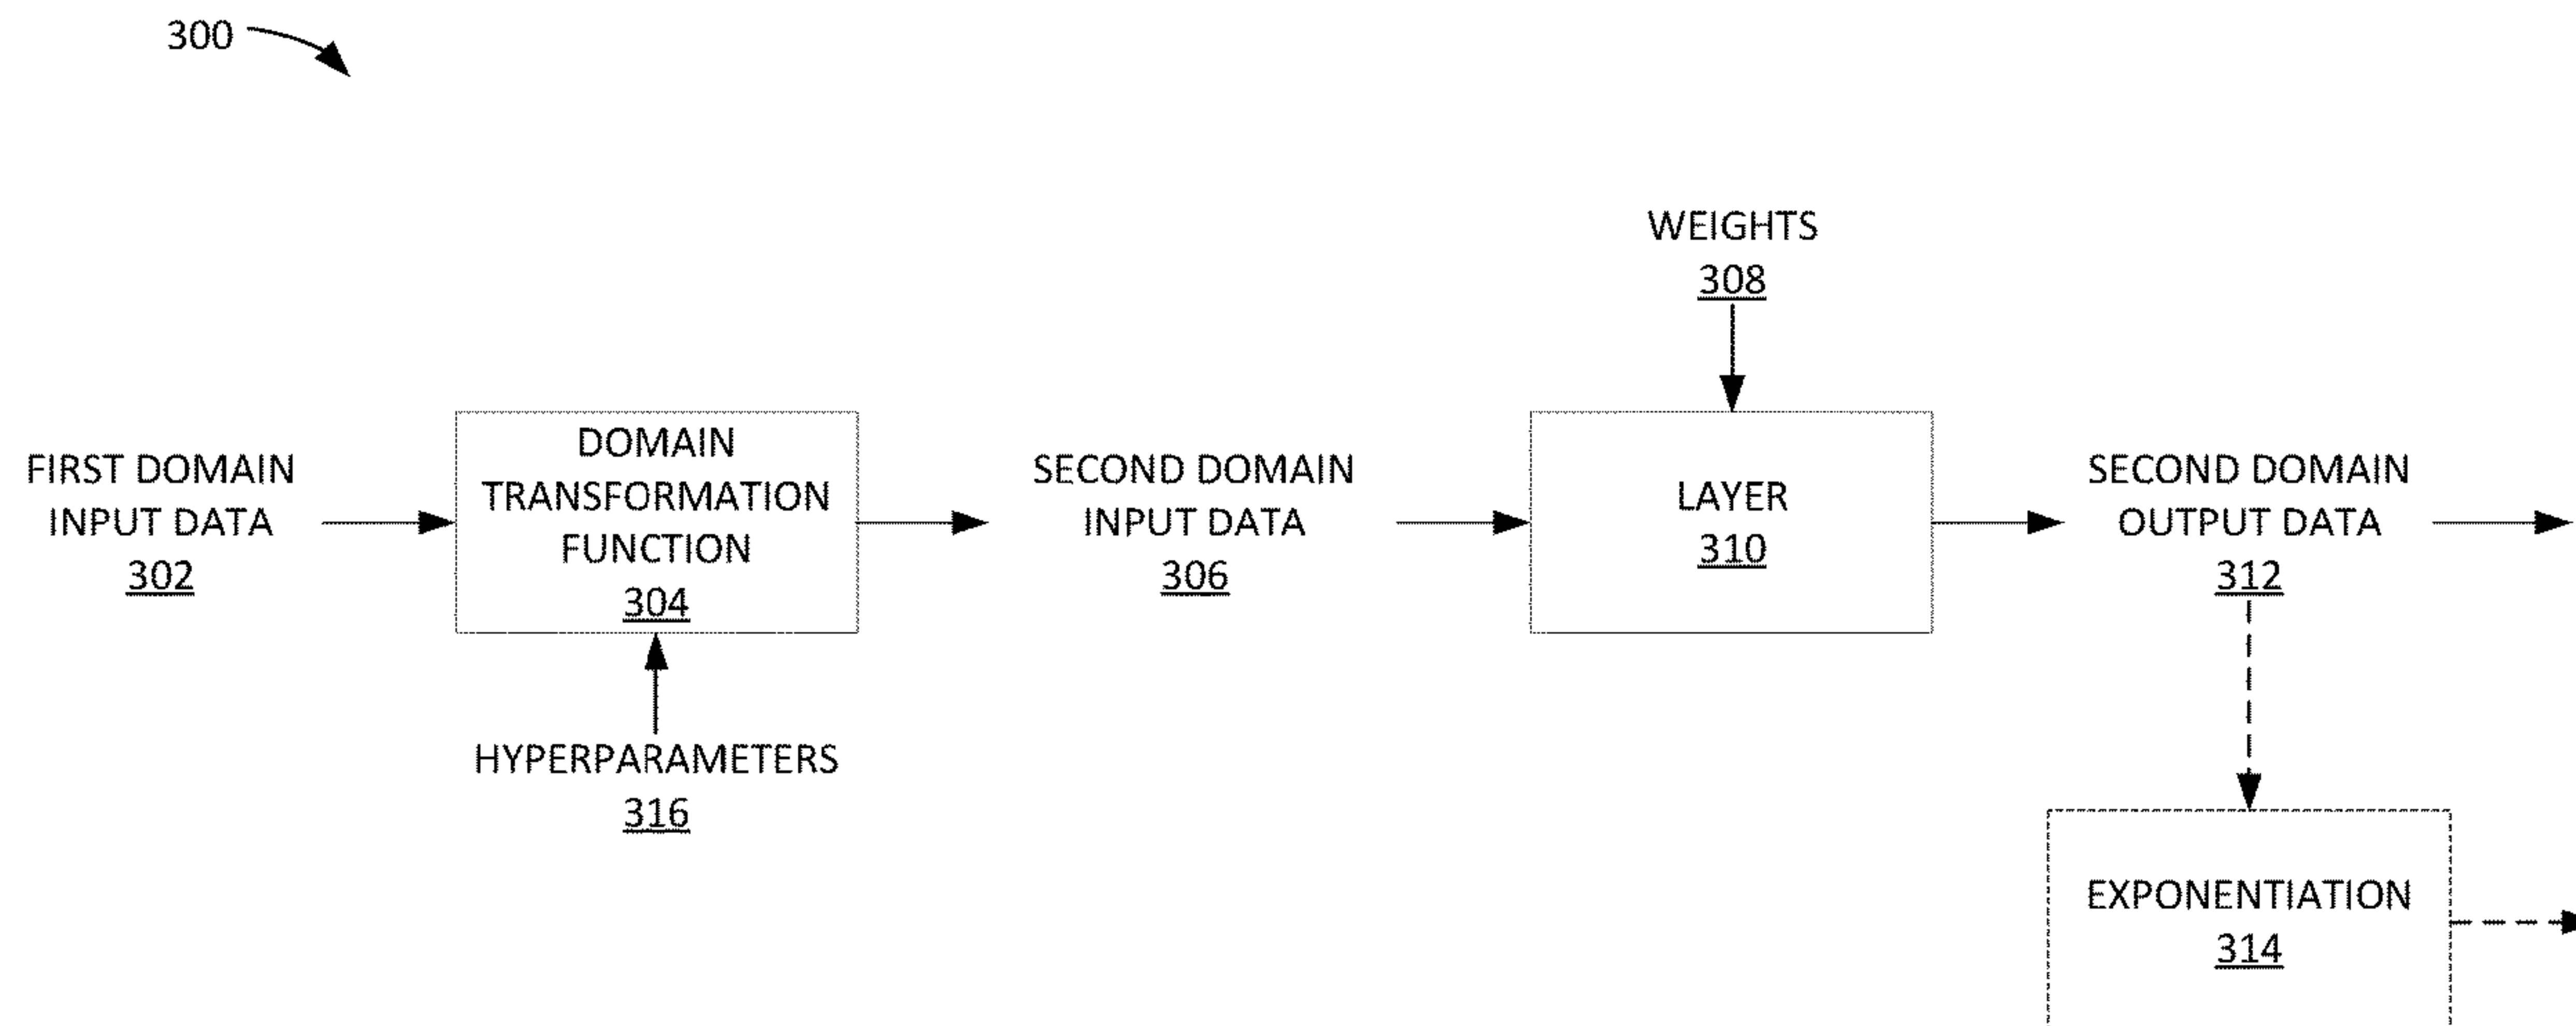 300
WEIGHTS
308
FIRST DOMAIN
INPUT DATA
302
DOMAIN
TRANSFORMATION
FUNCTION
304
SECOND DOMAIN
INPUT DATA
306
LAYER
310
SECOND DOMAIN
OUTPUT DATA
312
HYPERPARAMETERS
316
EXPONENTIATION
314